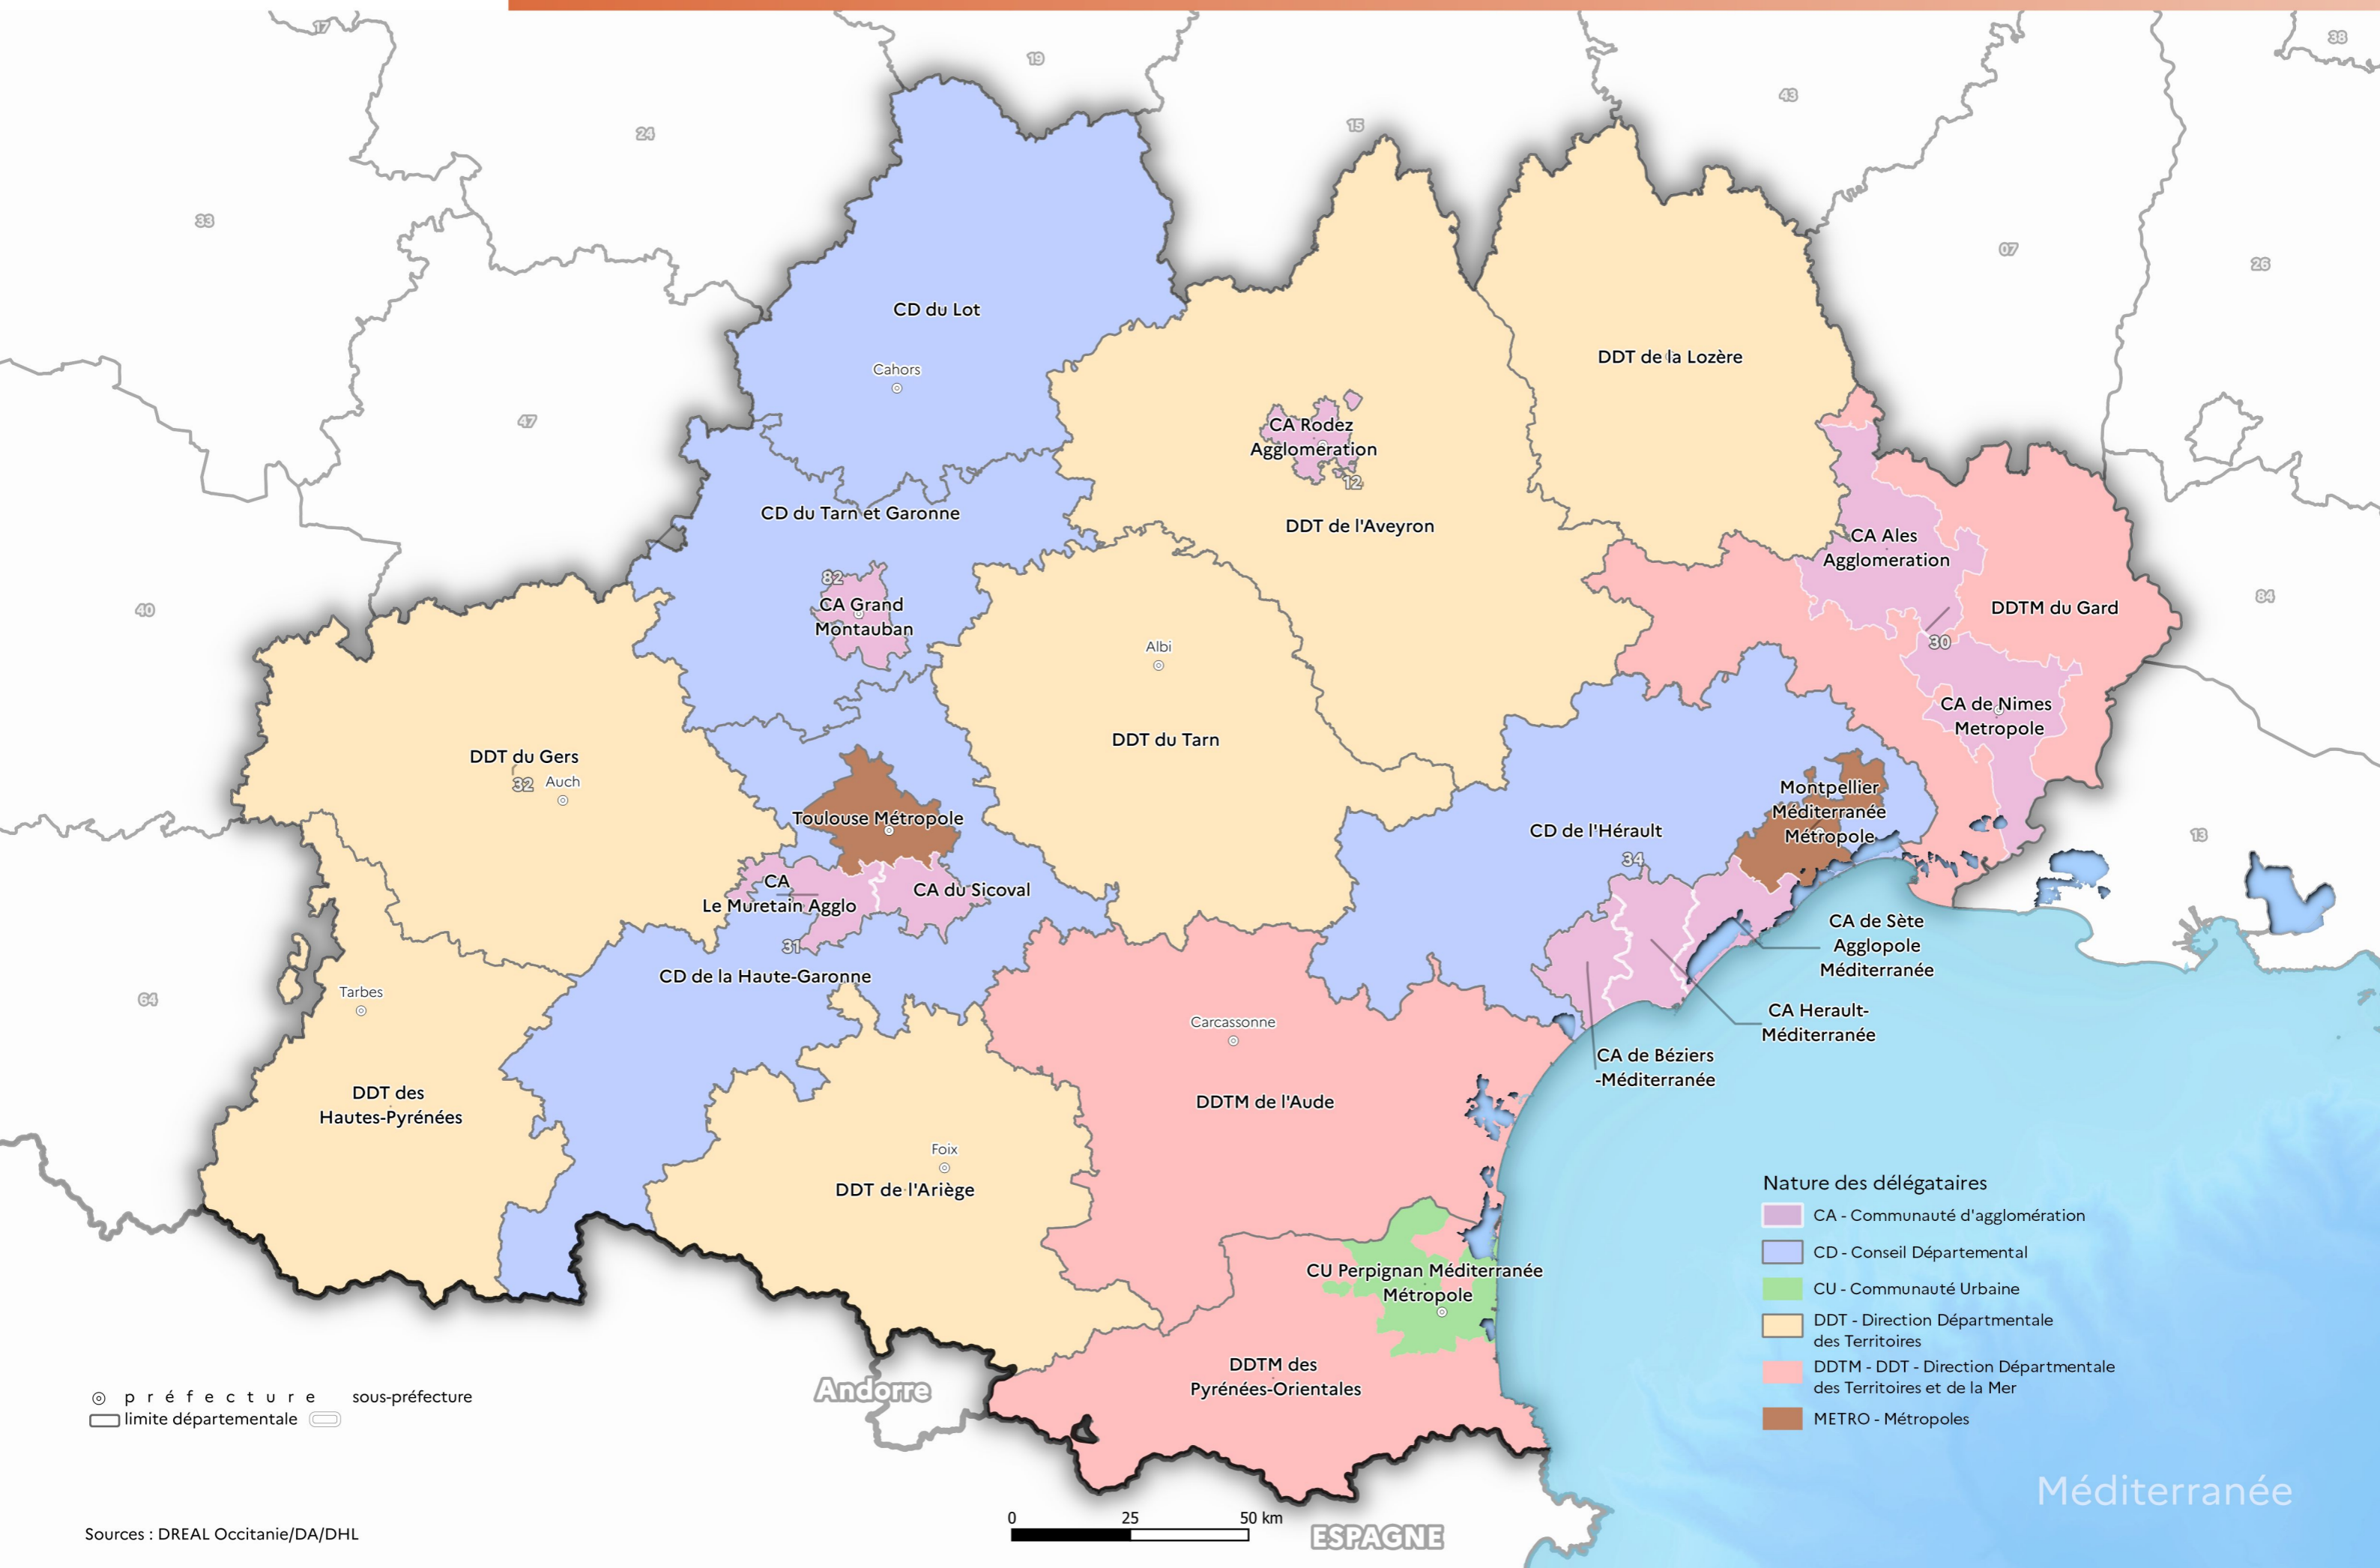 17
19
38
43
24
15
33
07
26
CD du Lot
DDT de la Lozère
Cahors
47
CA Rodez
Agglomération
12
CD du Tarn et Garonne
DDT de l'Aveyron
CA Ales
Agglomeration
82
CA Grand
Montauban
40
84
DDTM du Gard
30
Albi
CA de Nimes
Metropole
DDT du Tarn
DDT du Gers
32
Auch
Toulouse Métropole
Montpellier
Méditerranée
Métropole
CD de l'Hérault
34
13
CA
Le Muretain Agglo
CA du Sicoval
31
CD de la Haute-Garonne
CA de Sète
Agglopole
Méditerranée
64
Tarbes
CA Herault-
Méditerranée
Carcassonne
CA de Béziers
-Méditerranée
DDT des
Hautes-Pyrénées
DDTM de l'Aude
Foix
DDT de l'Ariège
CU Perpignan Méditerranée
Métropole
DDTM des
Pyrénées-Orientales
Andorre
ESPAGNE
Méditerranée
Nature des délégataires
CA - Communauté d'agglomération
CD - Conseil Départemental
CU - Communauté Urbaine
DDT - Direction Départmentale
des Territoires
DDTM - DDT - Direction Départmentale
des Territoires et de la Mer
METRO - Métropoles
préfecture sous-préfecture
limite départementale
0 25 50 km
Sources : DREAL Occitanie/DA/DHL